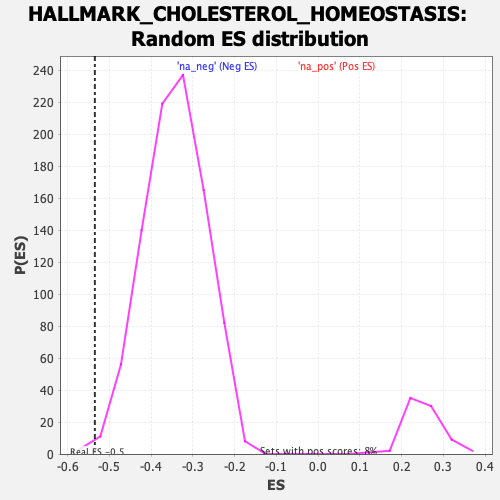 HALLMARK_CHOLESTEROL_HOMEOSTASIS:
Random ES distribution
'na_neg' (Neg ES) 'na_pos' (Pos ES)
240
220
200
180
160
140
120
100
80
60
40
20
0
P(ES)
Real ES -0.5
Sets with pos scores: 8%
-0.6 -0.5 -0.4 -0.3 -0.2 -0.1 0.0 0.1 0.2 0.3 0.4
ES